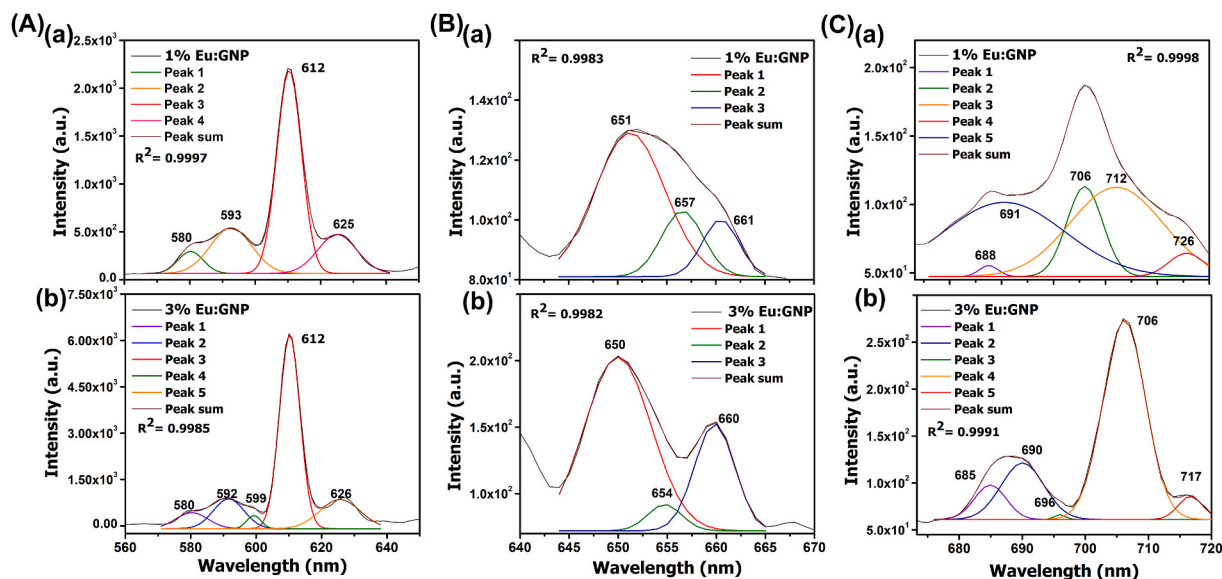 (A)
(a)
2.5x10³
2.0x10³
1.5x10³
1.0x10³
5.0x10²
0.0
Intensity (a.u.)
1% Eu:GNP
Peak 1
Peak 2
Peak 3
Peak 4
Peak sum
R²= 0.9997
580
593
612
625
(b)
7.50x10³
6.00x10³
4.50x10³
3.00x10³
1.50x10³
0.00
Intensity (a.u.)
3% Eu:GNP
Peak 1
Peak 2
Peak 3
Peak 4
Peak 5
Peak sum
R²= 0.9985
580
592
599
612
626
560 580 600 620 640
Wavelength (nm)
(B)
(a)
R²= 0.9983
1.4x10²
1.2x10²
1.0x10²
8.0x10¹
Intensity (a.u.)
1% Eu:GNP
Peak 1
Peak 2
Peak 3
Peak sum
651
657
661
(b)
R²= 0.9982
2.0x10²
1.5x10²
1.0x10²
Intensity (a.u.)
3% Eu:GNP
Peak 1
Peak 2
Peak 3
Peak sum
650
654
660
640 645 650 655 660 665 670
Wavelength (nm)
(C)
(a)
2.0x10²
1.5x10²
1.0x10²
5.0x10¹
Intensity (a.u.)
1% Eu:GNP
Peak 1
Peak 2
Peak 3
Peak 4
Peak 5
Peak sum
R²= 0.9998
688
691
706
712
726
(b)
3.0x10²
2.5x10²
2.0x10²
1.5x10²
1.0x10²
5.0x10¹
Intensity (a.u.)
3% Eu:GNP
Peak 1
Peak 2
Peak 3
Peak 4
Peak 5
Peak sum
R²= 0.9991
685
690
696
706
717
680 690 700 710 720
Wavelength (nm)